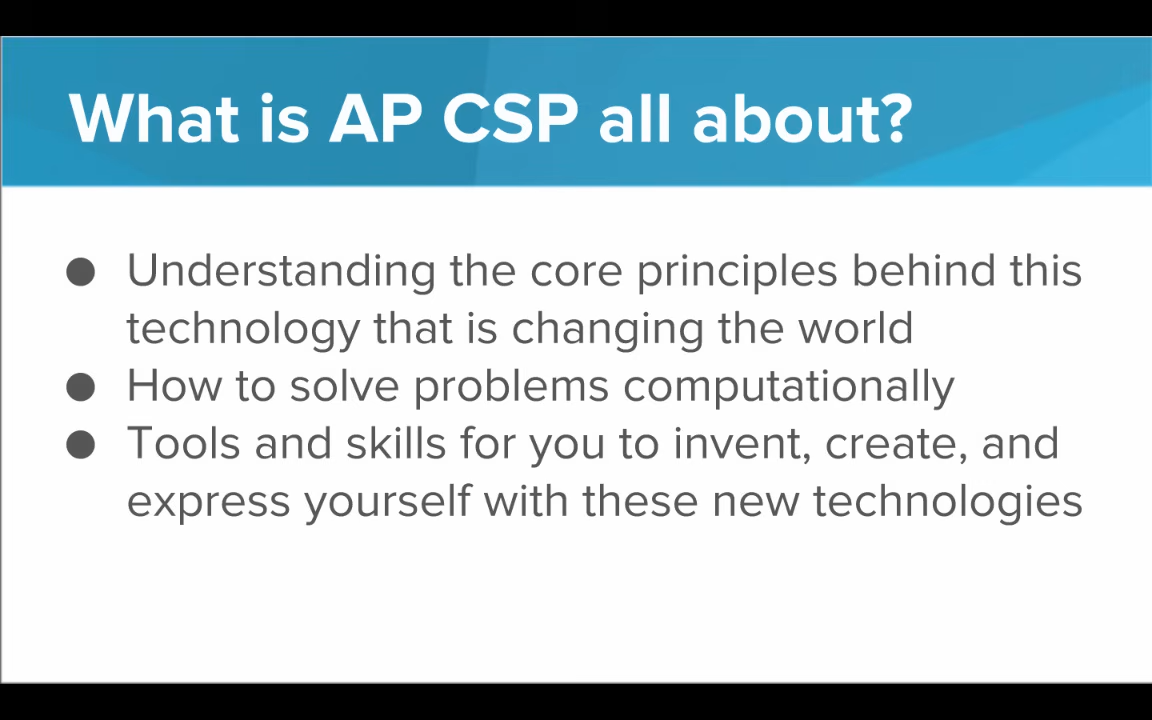 What is AP CSP all about?
● Understanding the core principles behind this
technology that is changing the world
● How to solve problems computationally
● Tools and skills for you to invent, create, and
express yourself with these new technologies